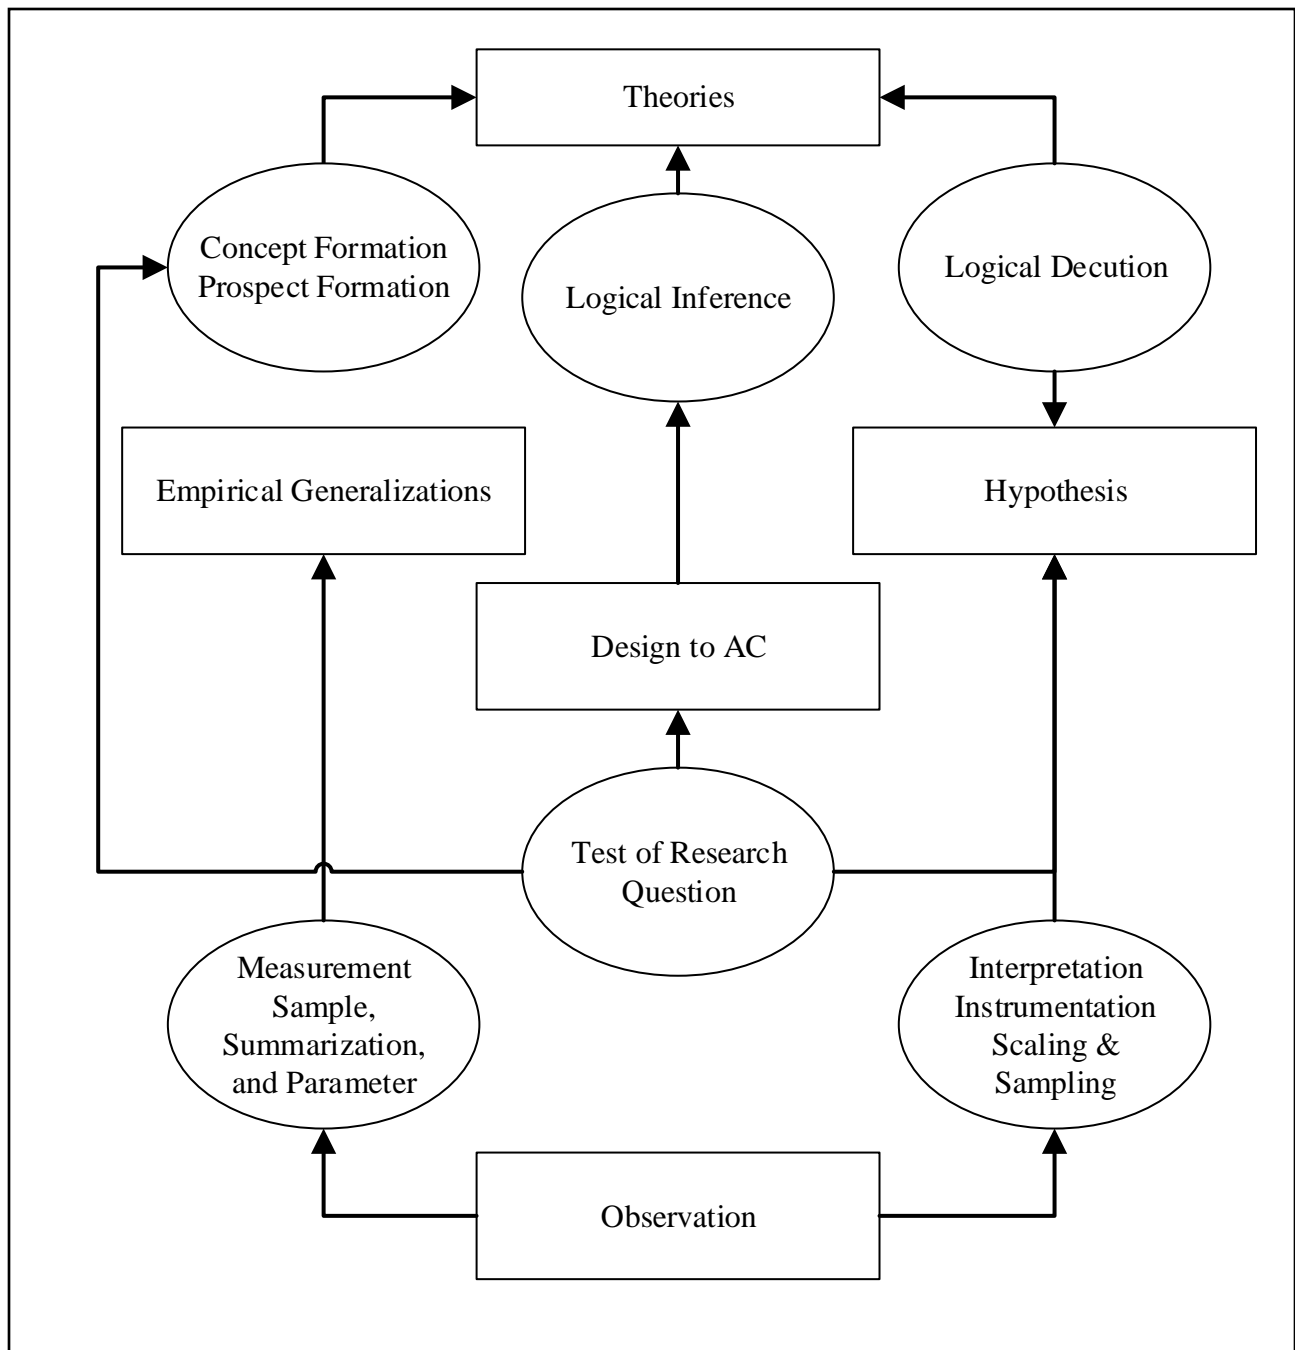 Theories
Concept Formation
Prospect Formation
Logical Inference
Logical Decution
Empirical Generalizations
Hypothesis
Design to AC
Test of Research
Question
Measurement
Sample,
Summarization,
and Parameter
Interpretation
Instrumentation
Scaling &
Sampling
Observation